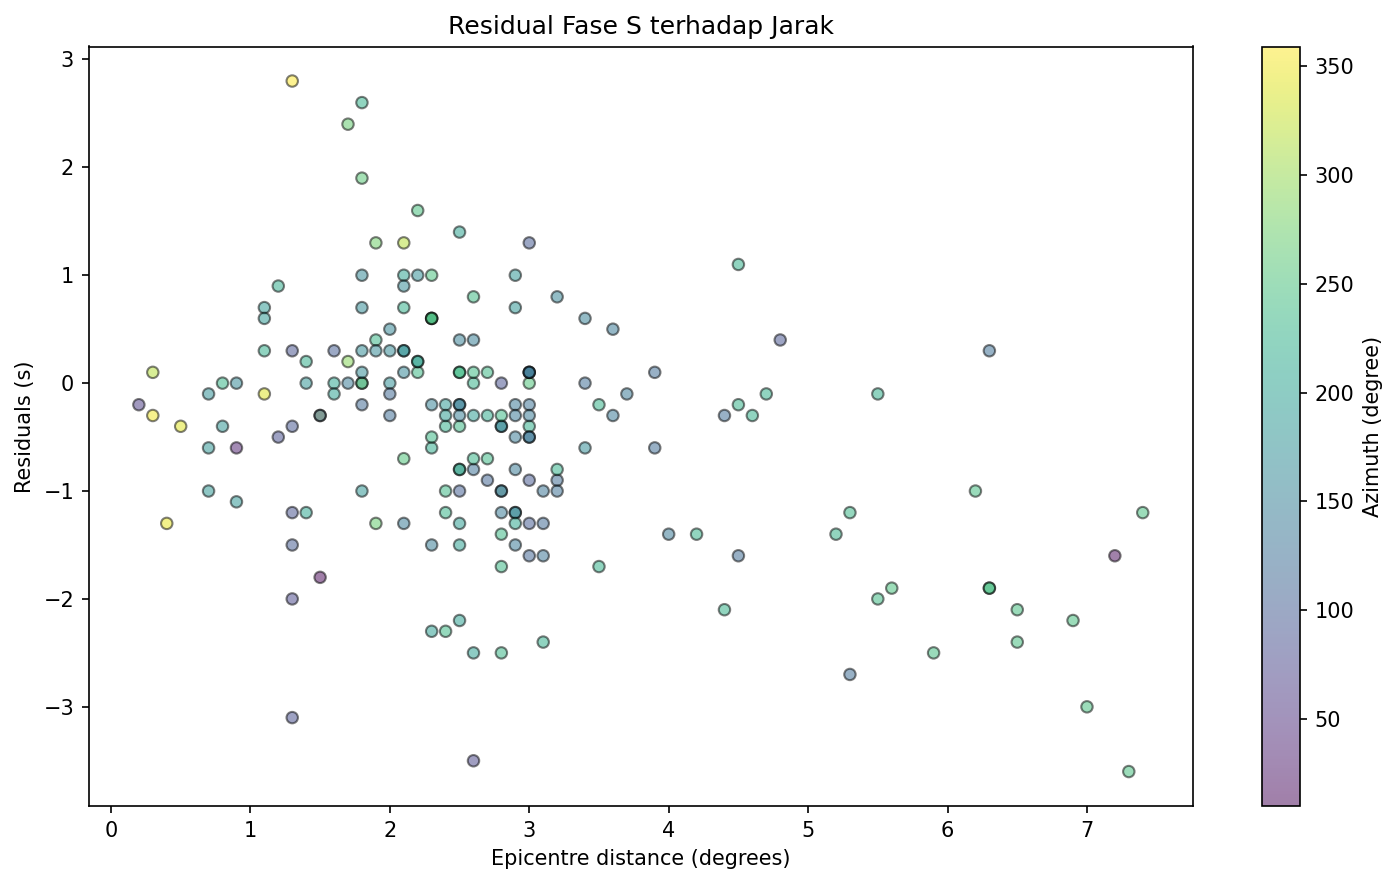 Residual Fase S terhadap Jarak
3
2
1
0
−1
−2
−3
Residuals (s)
0 1 2 3 4 5 6 7
Epicentre distance (degrees)
350
300
250
200
150
100
50
Azimuth (degree)